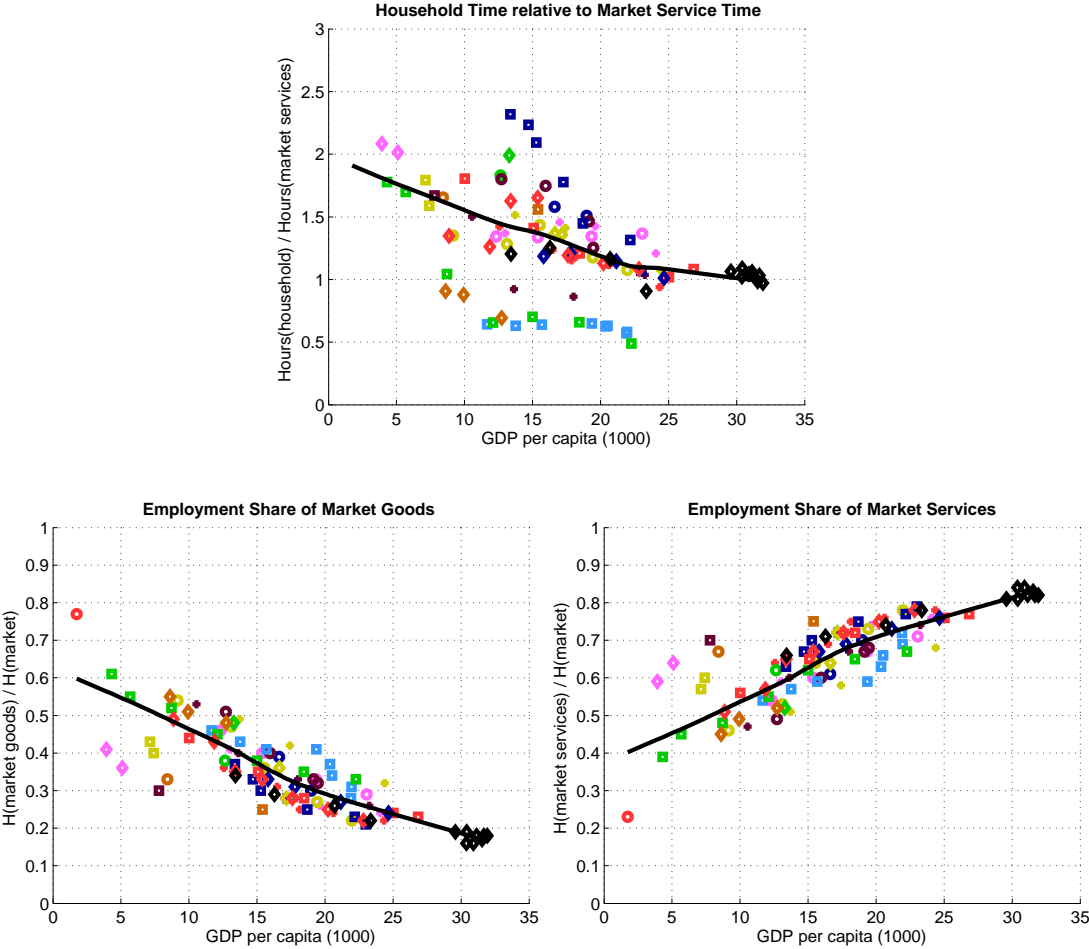 Household Time relative to Market Service Time
Hours(household) / Hours(market services)
3
2.5
2
1.5
1
0.5
0
0 5 10 15 20 25 30 35
GDP per capita (1000)
Employment Share of Market Goods
H(market goods) / H(market)
1
0.9
0.8
0.7
0.6
0.5
0.4
0.3
0.2
0.1
0
0 5 10 15 20 25 30 35
GDP per capita (1000)
Employment Share of Market Services
H(market services) / H(market)
1
0.9
0.8
0.7
0.6
0.5
0.4
0.3
0.2
0.1
0
0 5 10 15 20 25 30 35
GDP per capita (1000)